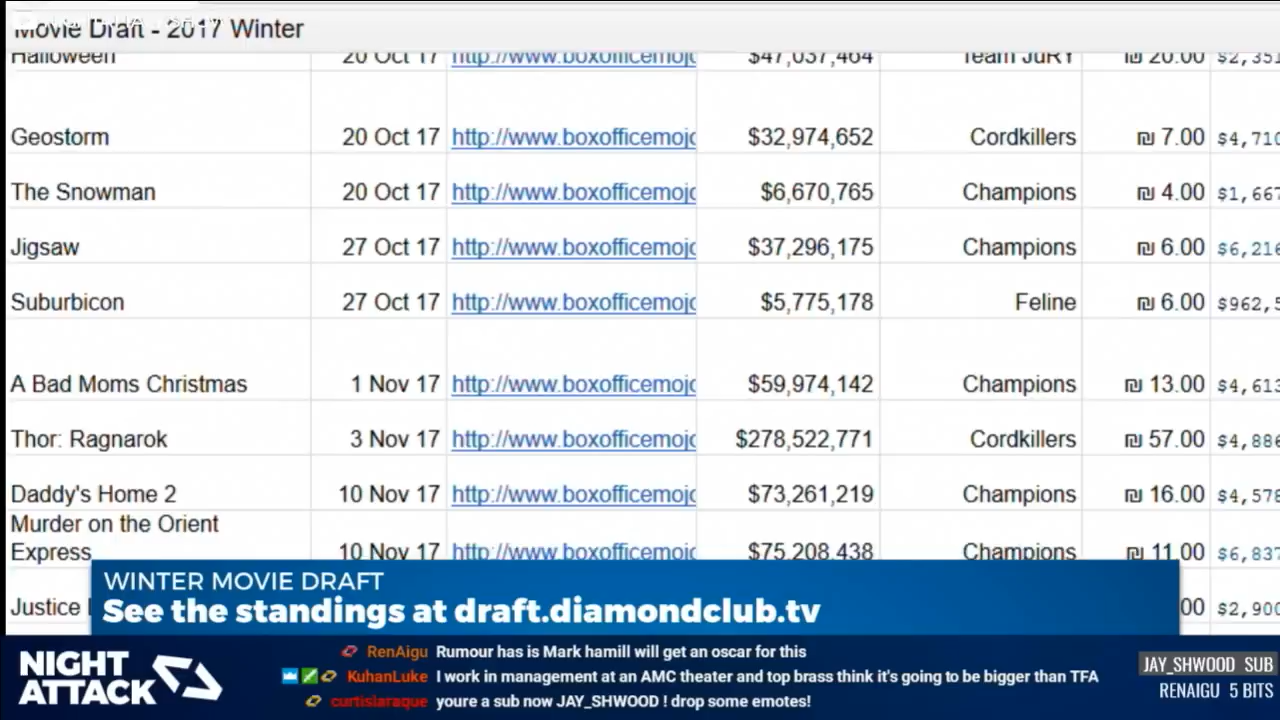 Movie Draft - 2017 Winter
Halloween 20 Oct 17 http://www.boxofficemojo $47,037,464 Team JuRY ₪ 20.00 $2,351
Geostorm 20 Oct 17 http://www.boxofficemojo $32,974,652 Cordkillers ₪ 7.00 $4,710
The Snowman 20 Oct 17 http://www.boxofficemojo $6,670,765 Champions ₪ 4.00 $1,667
Jigsaw 27 Oct 17 http://www.boxofficemojo $37,296,175 Champions ₪ 6.00 $6,216
Suburbicon 27 Oct 17 http://www.boxofficemojo $5,775,178 Feline ₪ 6.00 $962,5
A Bad Moms Christmas 1 Nov 17 http://www.boxofficemojo $59,974,142 Champions ₪ 13.00 $4,613
Thor: Ragnarok 3 Nov 17 http://www.boxofficemojo $278,522,771 Cordkillers ₪ 57.00 $4,886
Daddy's Home 2 10 Nov 17 http://www.boxofficemojo $73,261,219 Champions ₪ 16.00 $4,578
Murder on the Orient
Express 10 Nov 17 http://www.boxofficemojo $75,208,438 Champions ₪ 11.00 $6,837
Justice 00 $2,900
WINTER MOVIE DRAFT
See the standings at draft.diamondclub.tv
NIGHT
ATTACK
RenAigu Rumour has is Mark hamill will get an oscar for this
KuhanLuke I work in management at an AMC theater and top brass think it's going to be bigger than TFA
curtislaraque youre a sub now JAY_SHWOOD ! drop some emotes!
JAY_SHWOOD SUB
RENAIGU 5 BITS